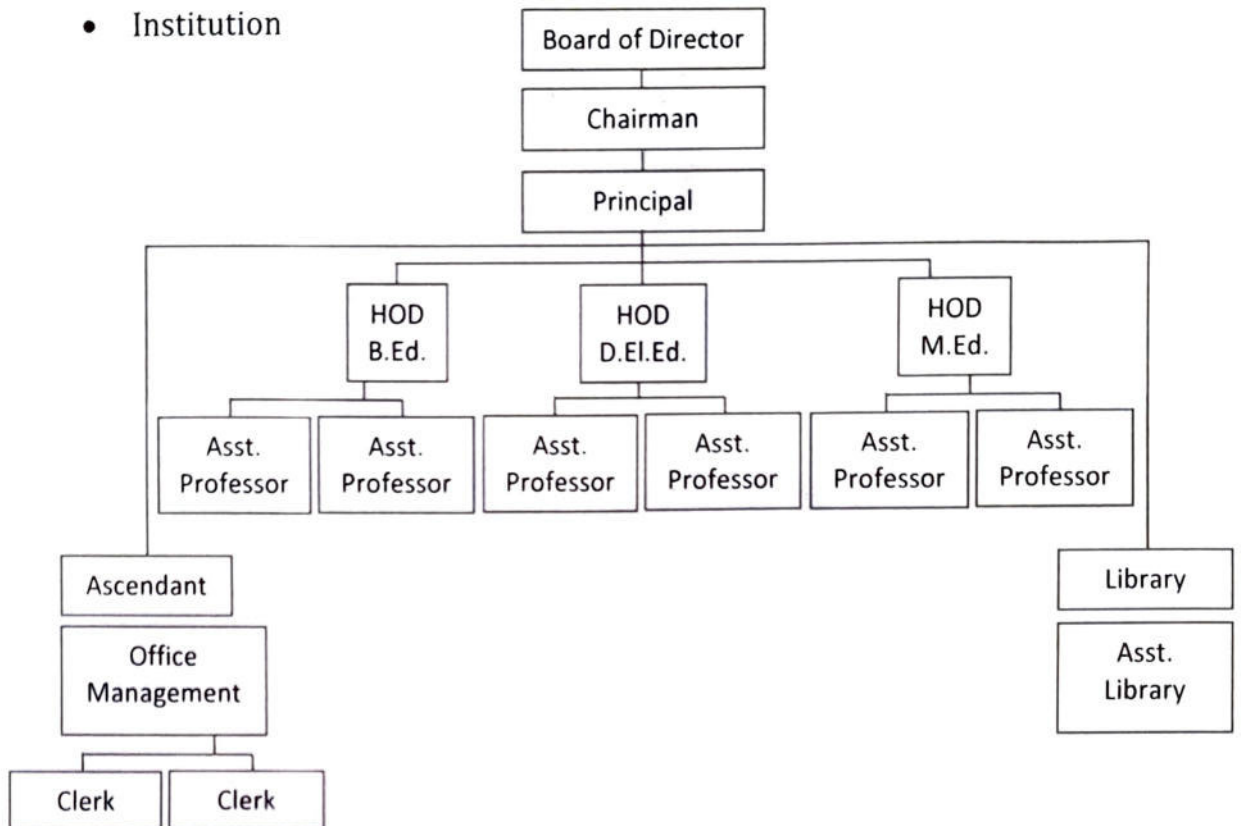 • Institution
Board of Director
Chairman
Principal
HOD
B.Ed.
HOD
D.El.Ed.
HOD
M.Ed.
Asst.
Professor
Asst.
Professor
Asst.
Professor
Asst.
Professor
Asst.
Professor
Asst.
Professor
Ascendant
Library
Office
Management
Asst.
Library
Clerk
Clerk